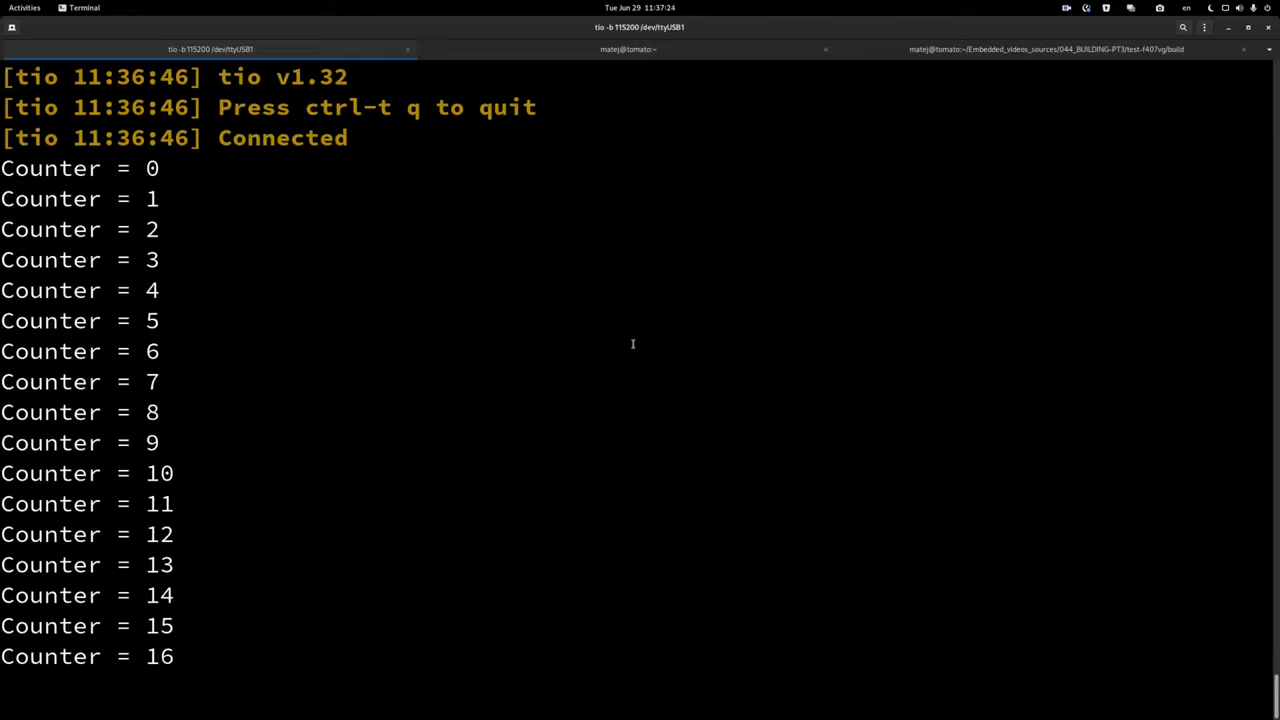 Activities Terminal Tue Jun 29 11:37:24 en
tio -b 115200 /dev/ttyUSB1
tio -b 115200 /dev/ttyUSB1 matej@tomato:~ matej@tomato:~/Embedded_videos_sources/044_BUILDING-PT3/test-f407vg/build
[tio 11:36:46] tio v1.32
[tio 11:36:46] Press ctrl-t q to quit
[tio 11:36:46] Connected
Counter = 0
Counter = 1
Counter = 2
Counter = 3
Counter = 4
Counter = 5
Counter = 6
Counter = 7
Counter = 8
Counter = 9
Counter = 10
Counter = 11
Counter = 12
Counter = 13
Counter = 14
Counter = 15
Counter = 16